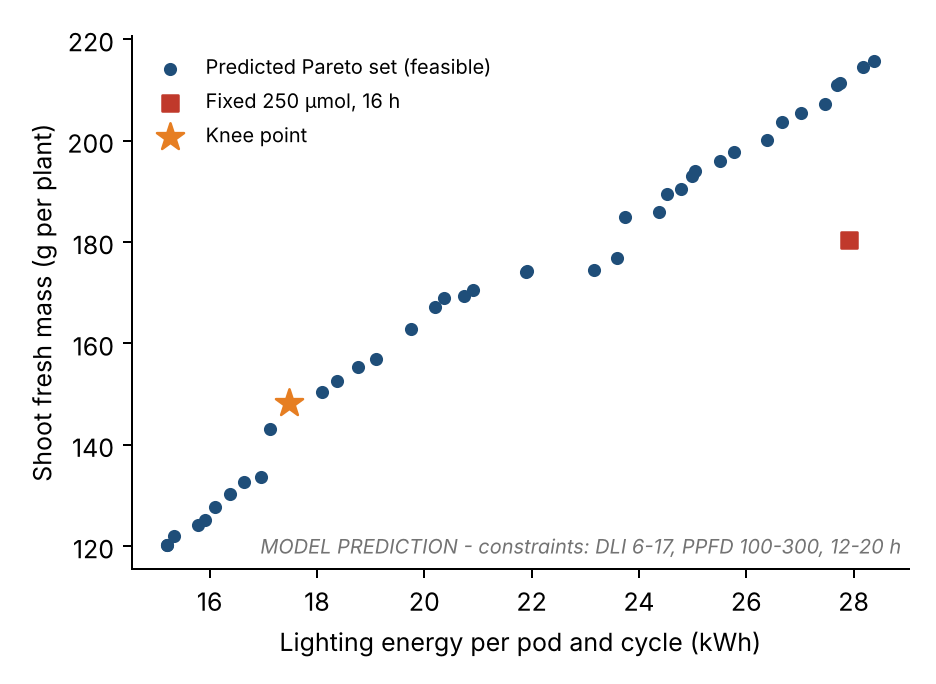 220
200
180
160
140
120
Shoot fresh mass (g per plant)
Predicted Pareto set (feasible)
Fixed 250 µmol, 16 h
Knee point
MODEL PREDICTION - constraints: DLI 6-17, PPFD 100-300, 12-20 h
16 18 20 22 24 26 28
Lighting energy per pod and cycle (kWh)